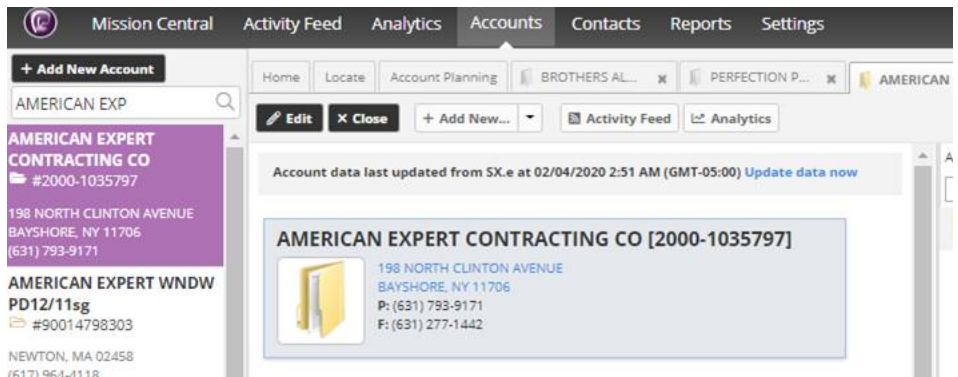 Mission Central Activity Feed Analytics Accounts Contacts Reports Settings
+ Add New Account
AMERICAN EXP
AMERICAN EXPERT
CONTRACTING CO
#2000-1035797
198 NORTH CLINTON AVENUE
BAYSHORE, NY 11706
(631) 793-9171
AMERICAN EXPERT WNDW
PD12/11sg
#90014798303
NEWTON, MA 02458
(617) 964-4118
Home Locate Account Planning BROTHERS AL... PERFECTION P... AMERICAN
Edit X Close + Add New... Activity Feed Analytics
Account data last updated from SX.e at 02/04/2020 2:51 AM (GMT-05:00) Update data now
AMERICAN EXPERT CONTRACTING CO [2000-1035797]
198 NORTH CLINTON AVENUE
BAYSHORE, NY 11706
P: (631) 793-9171
F: (631) 277-1442